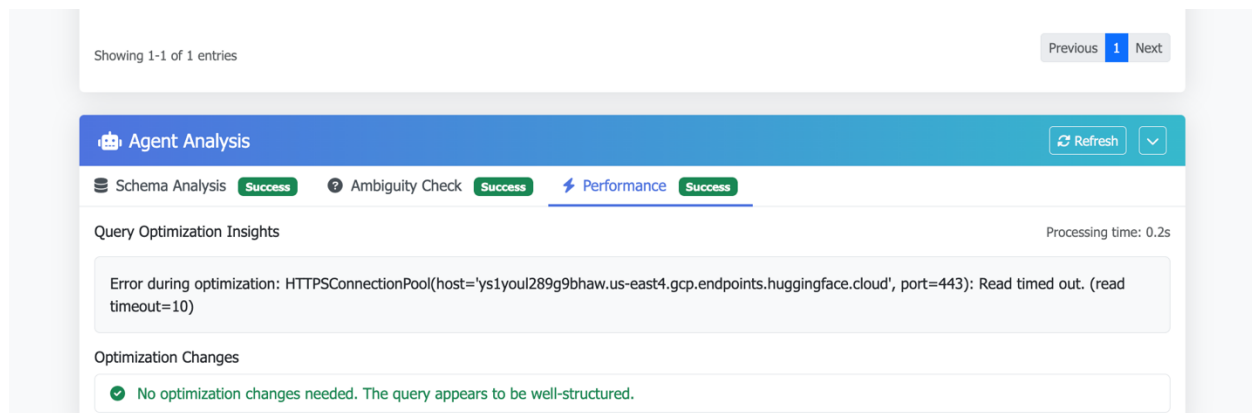 Showing 1-1 of 1 entries
Previous 1 Next
Agent Analysis
Refresh
Schema Analysis Success Ambiguity Check Success Performance Success
Query Optimization Insights
Processing time: 0.2s
Error during optimization: HTTPSConnectionPool(host='ys1youl289g9bhaw.us-east4.gcp.endpoints.huggingface.cloud', port=443): Read timed out. (read
timeout=10)
Optimization Changes
No optimization changes needed. The query appears to be well-structured.